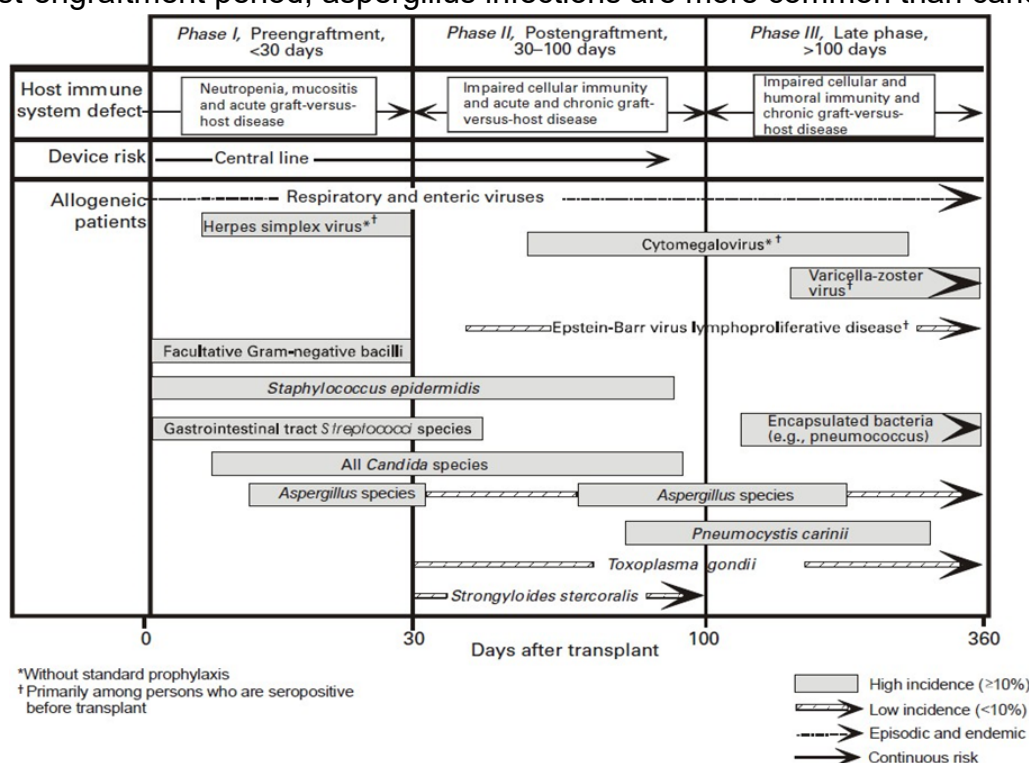 st-engraftment period, aspergillus infections are more common than
Phase I, Preengraftment, <30 days
Phase II, Postengraftment, 30–100 days
Phase III, Late phase, >100 days
Host immune system defect
Neutropenia, mucositis and acute graft-versus-host disease
Impaired cellular immunity and acute and chronic graft-versus-host disease
Impaired cellular and humoral immunity and chronic graft-versus-host disease
Device risk
Central line
Allogeneic patients
Respiratory and enteric viruses
Herpes simplex virus*†
Cytomegalovirus*†
Varicella-zoster virus†
Epstein-Barr virus lymphoproliferative disease†
Facultative Gram-negative bacilli
Staphylococcus epidermidis
Gastrointestinal tract Streptococci species
Encapsulated bacteria (e.g., pneumococcus)
All Candida species
Aspergillus species
Aspergillus species
Pneumocystis carinii
Toxoplasma gondii
Strongyloides stercoralis
0
30
100
360
Days after transplant
*Without standard prophylaxis
†Primarily among persons who are seropositive before transplant
High incidence (≥10%)
Low incidence (<10%)
Episodic and endemic
Continuous risk